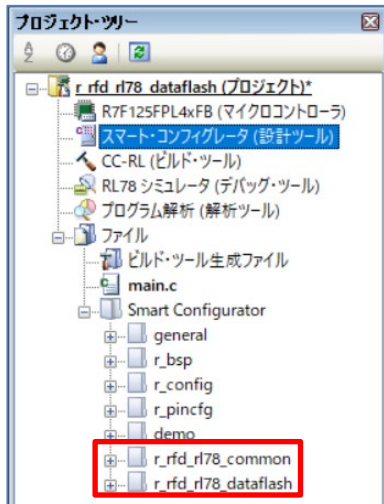 プロジェクト・ツリー
r_rfd_rl78_dataflash (プロジェクト)*
R7F125FPL4xFB (マイクロコントローラ)
スマート・コンフィグレータ (設計ツール)
CC-RL (ビルド・ツール)
RL78 シミュレータ (デバッグ・ツール)
プログラム解析 (解析ツール)
ファイル
ビルド・ツール生成ファイル
main.c
Smart Configurator
general
r_bsp
r_config
r_pincfg
demo
r_rfd_rl78_common
r_rfd_rl78_dataflash